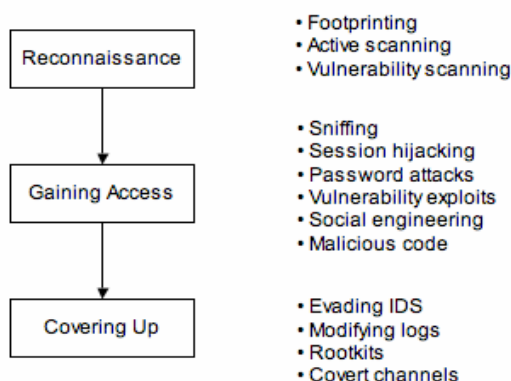 Reconnaissance
• Footprinting
• Active scanning
• Vulnerability scanning
Gaining Access
• Sniffing
• Session hijacking
• Password attacks
• Vulnerability exploits
• Social engineering
• Malicious code
Covering Up
• Evading IDS
• Modifying logs
• Rootkits
• Covert channels